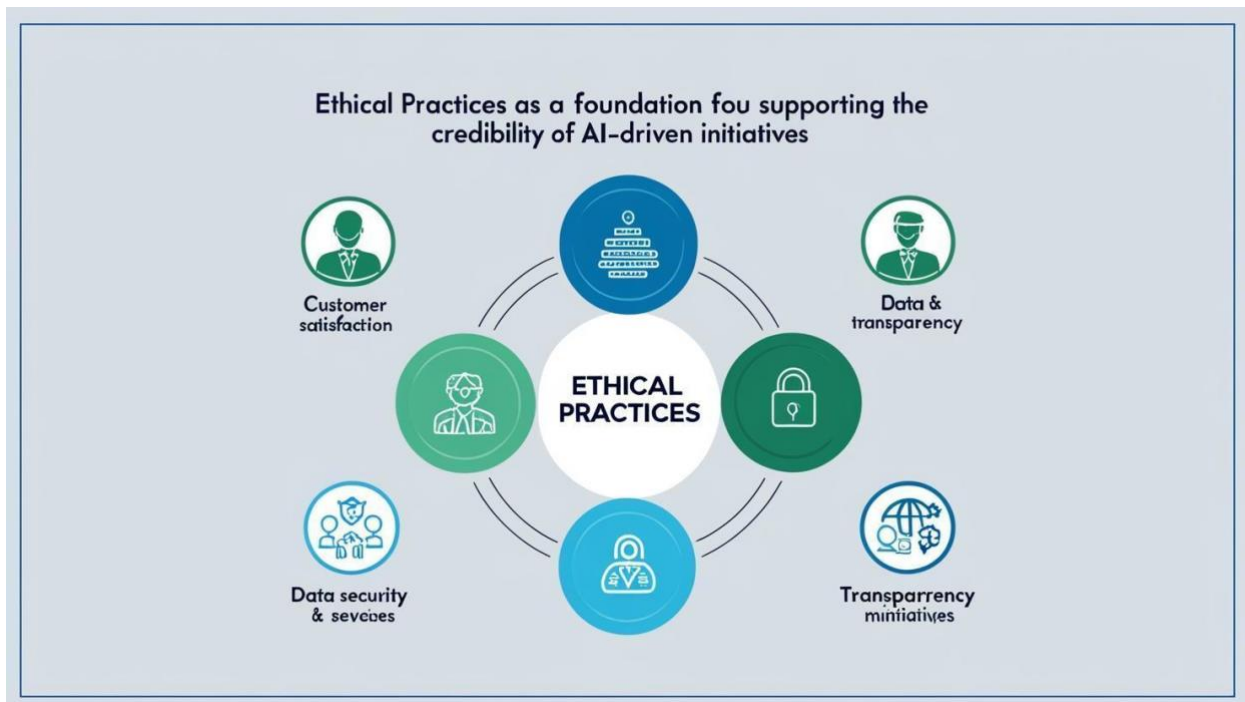 Ethical Practices as a foundation fou supporting the
credibility of AI-driven initiatives
Customer
satisfaction
Data &
transparency
ETHICAL
PRACTICES
Data security
& sevcies
Transparrency